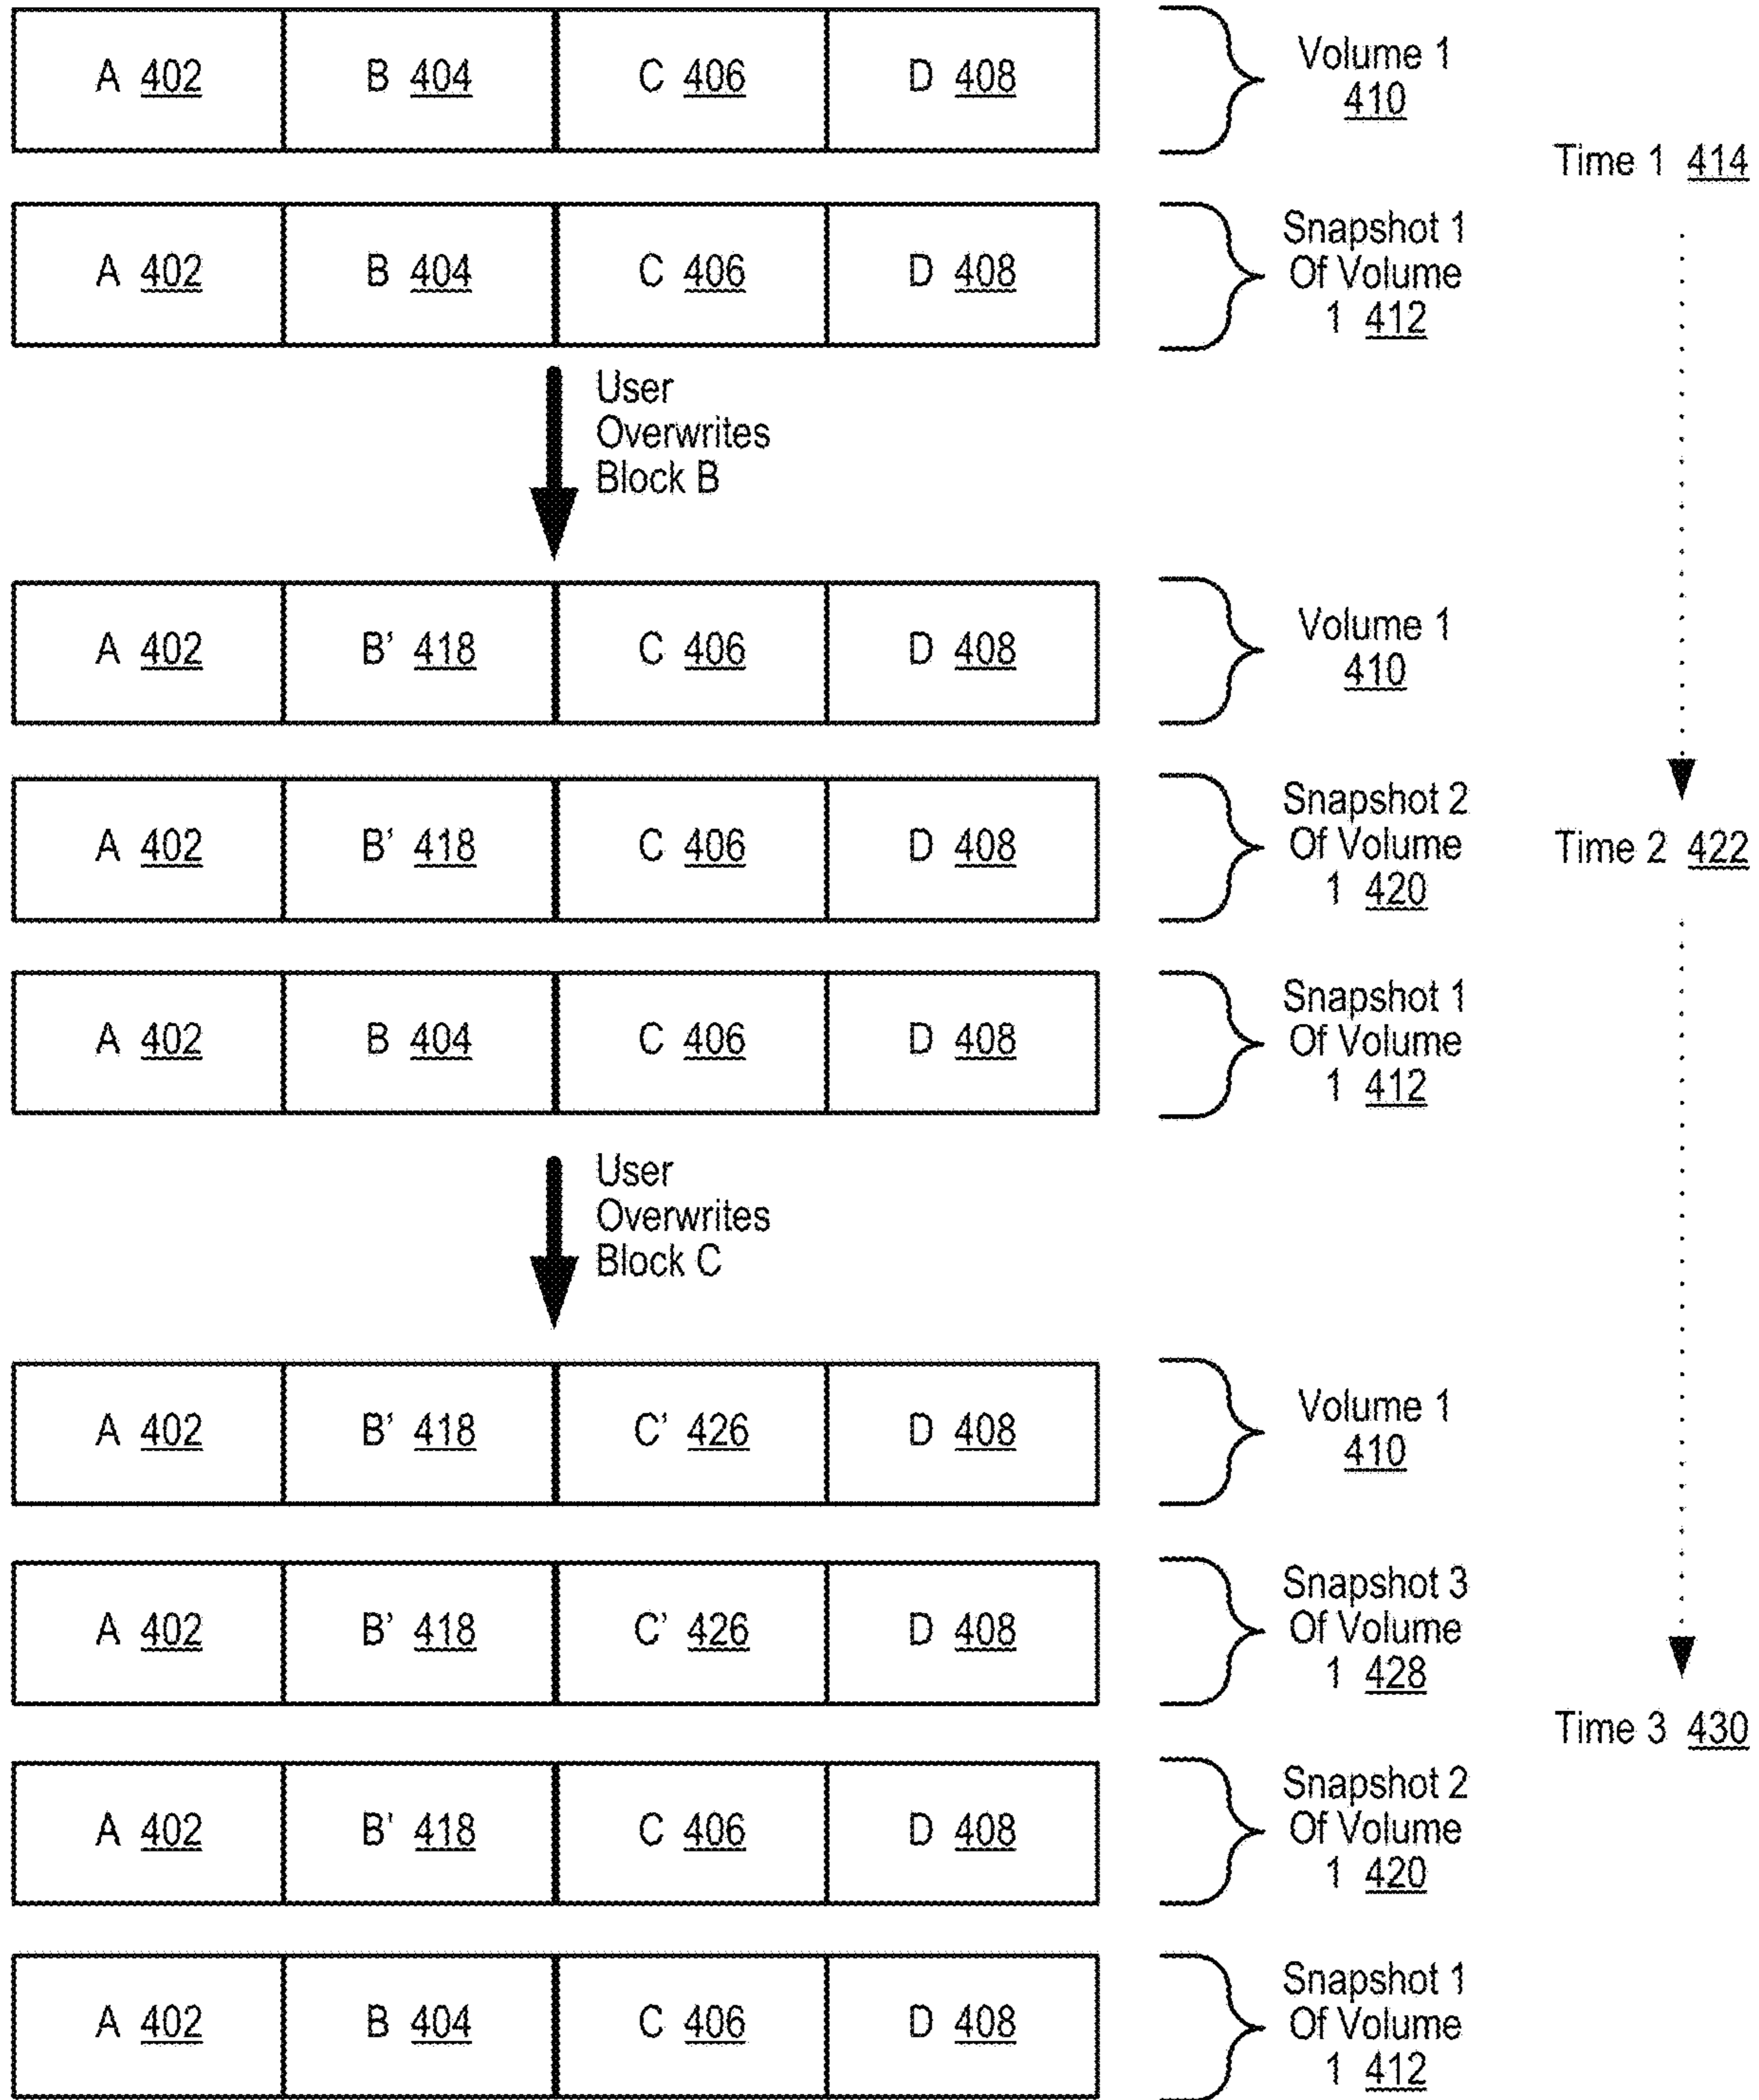 A 402 B 404 C 406 D 408
Volume 1
410
Time 1 414
A 402 B 404 C 406 D 408
Snapshot 1
Of Volume
1 412
User
Overwrites
Block B
A 402 B' 418 C 406 D 408
Volume 1
410
A 402 B' 418 C 406 D 408
Snapshot 2
Of Volume
1 420
Time 2 422
A 402 B 404 C 406 D 408
Snapshot 1
Of Volume
1 412
User
Overwrites
Block C
A 402 B' 418 C' 426 D 408
Volume 1
410
A 402 B' 418 C' 426 D 408
Snapshot 3
Of Volume
1 428
Time 3 430
A 402 B' 418 C 406 D 408
Snapshot 2
Of Volume
1 420
A 402 B 404 C 406 D 408
Snapshot 1
Of Volume
1 412